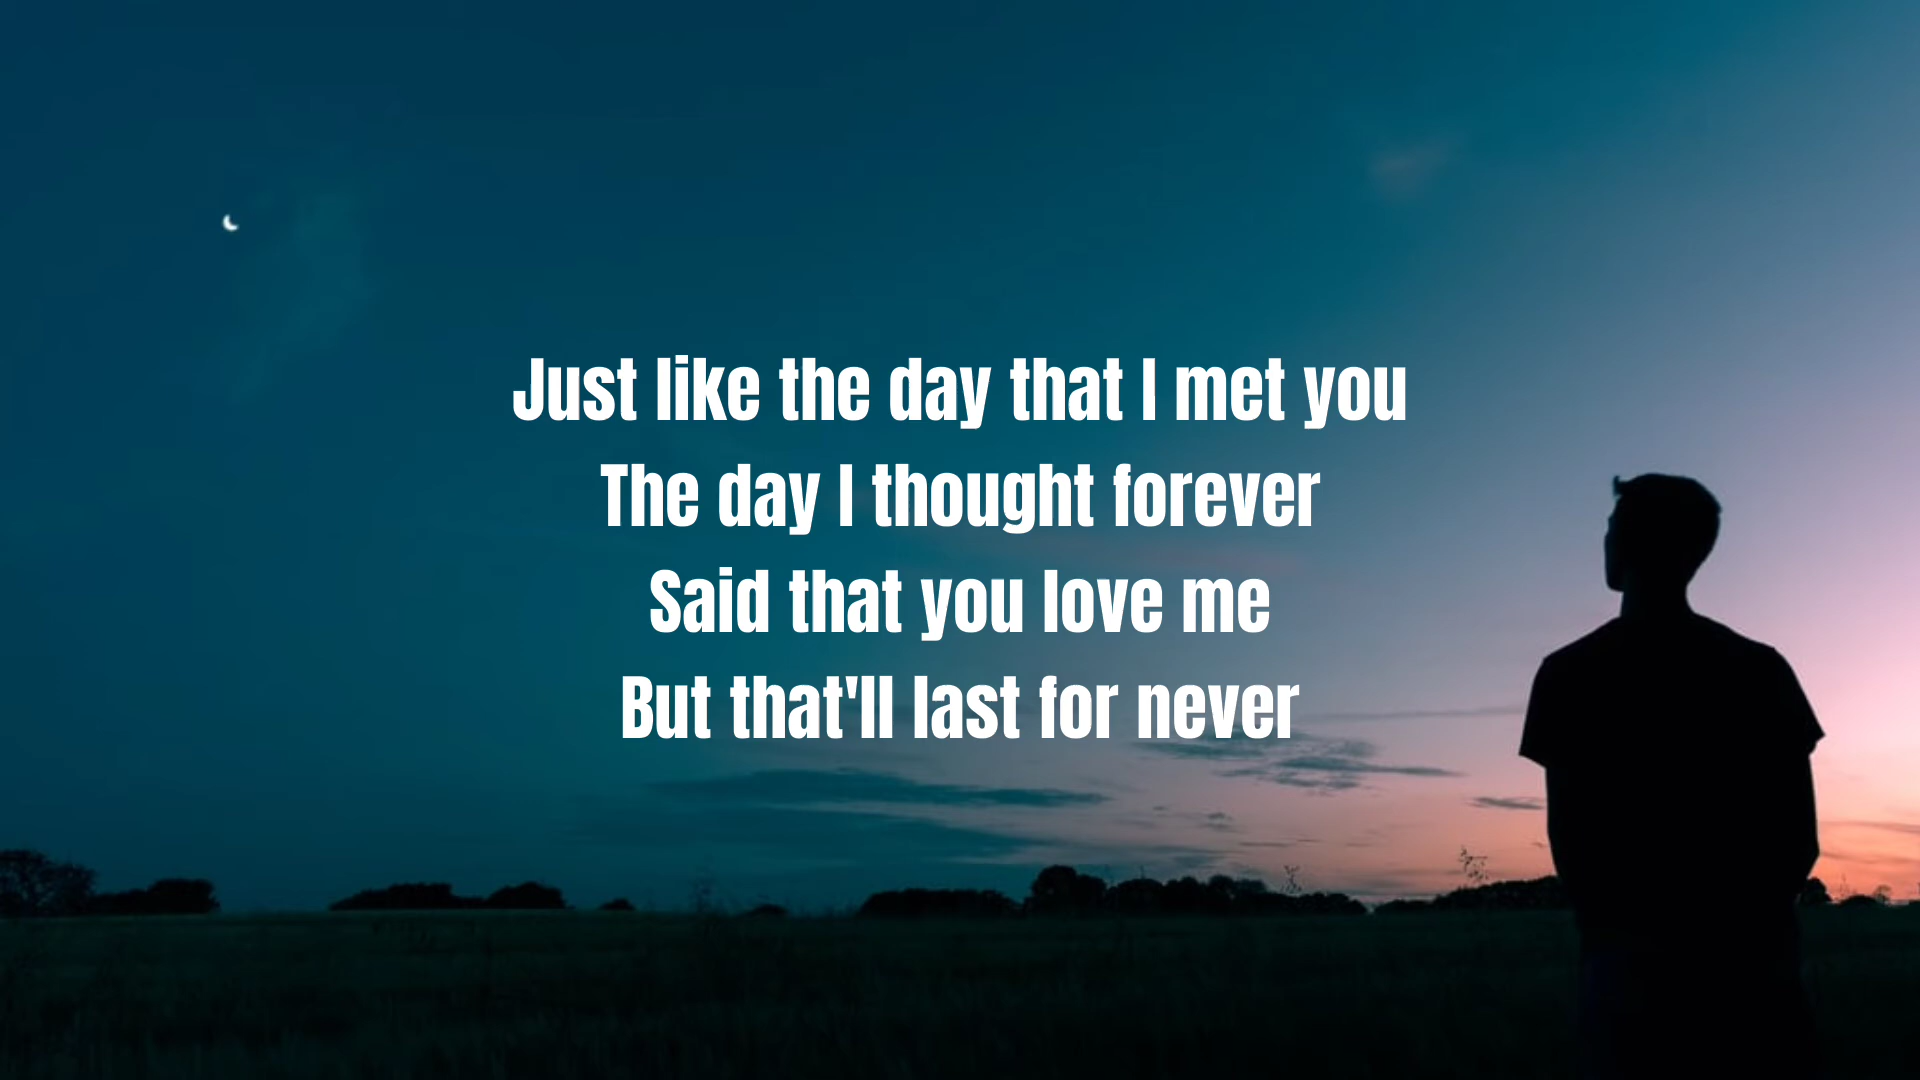 Just like the day that I met you
The day I thought forever
Said that you love me
But that'll last for never